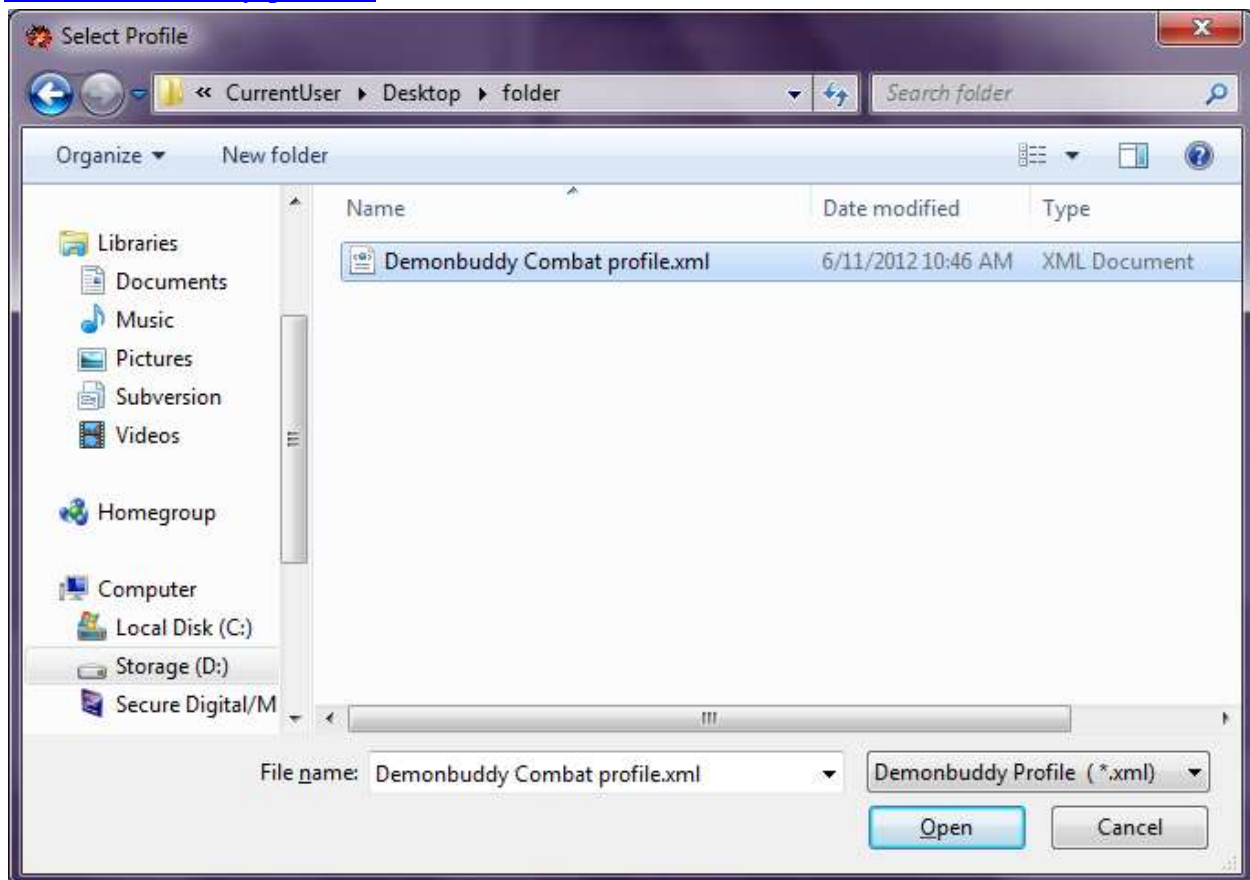 Select Profile
« CurrentUser ▸ Desktop ▸ folder
Search folder
Organize ▾ New folder
Name Date modified Type
Demonbuddy Combat profile.xml 6/11/2012 10:46 AM XML Document
Libraries
Documents
Music
Pictures
Subversion
Videos
Homegroup
Computer
Local Disk (C:)
Storage (D:)
Secure Digital/M
File name: Demonbuddy Combat profile.xml Demonbuddy Profile (*.xml)
Open Cancel